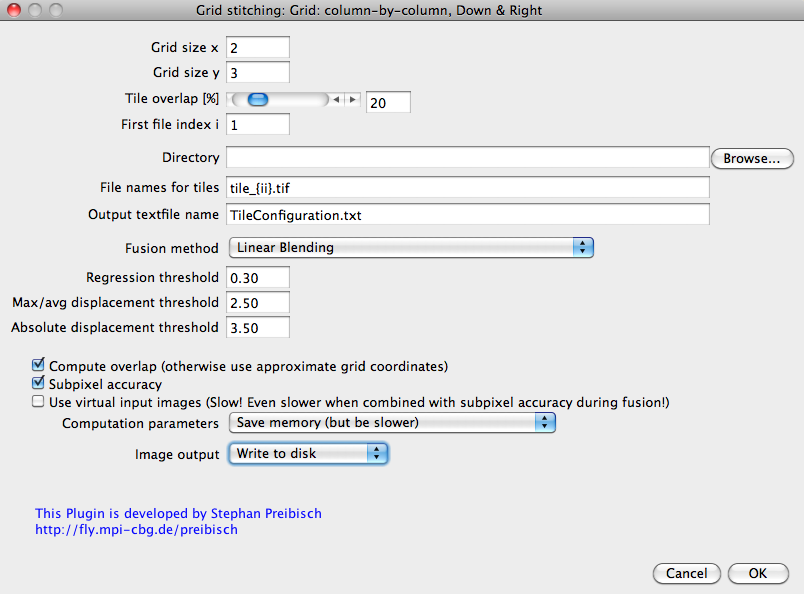 Grid stitching: Grid: column-by-column, Down & Right
Grid size x 2
Grid size y 3
Tile overlap [%] 20
First file index i 1
Directory Browse...
File names for tiles tile_{ii}.tif
Output textfile name TileConfiguration.txt
Fusion method Linear Blending
Regression threshold 0.30
Max/avg displacement threshold 2.50
Absolute displacement threshold 3.50
Compute overlap (otherwise use approximate grid coordinates)
Subpixel accuracy
Use virtual input images (Slow! Even slower when combined with subpixel accuracy during fusion!)
Computation parameters Save memory (but be slower)
Image output Write to disk
This Plugin is developed by Stephan Preibisch
http://fly.mpi-cbg.de/preibisch
Cancel OK